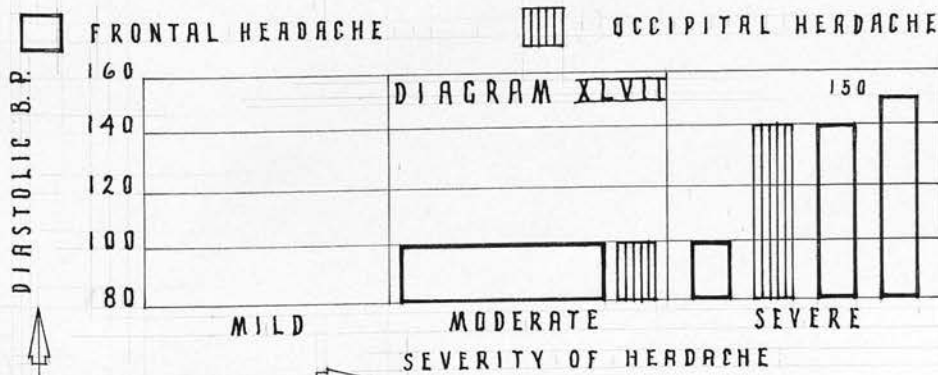 FRONTAL HEADACHE
OCCIPITAL HEADACHE
DIASTOLIC B.P.
160
140
120
100
80
DIAGRAM XLVII
150
MILD
MODERATE
SEVERE
SEVERITY OF HEADACHE